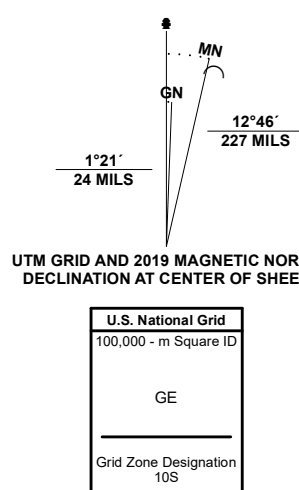 MN
GN
12°46´
227 MILS
1°21´
24 MILS
UTM GRID AND 2019 MAGNETIC NOR
DECLINATION AT CENTER OF SHEE
U.S. National Grid
100,000 - m Square ID
GE
Grid Zone Designation
10S